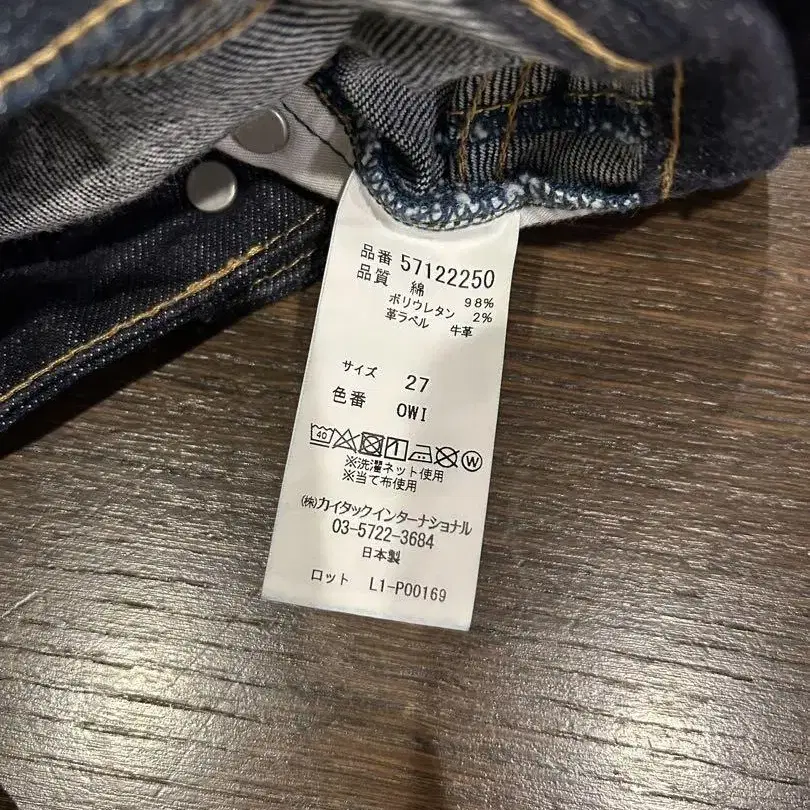 品番 57122250
品質 綿 98%
ポリウレタン 2%
革ラベル 牛革
サイズ 27
色番 OWI
40 W
※洗濯ネット使用
※当て布使用
(株)カイタックインターナショナル
03-5722-3684
日本製
ロット L1-P00169